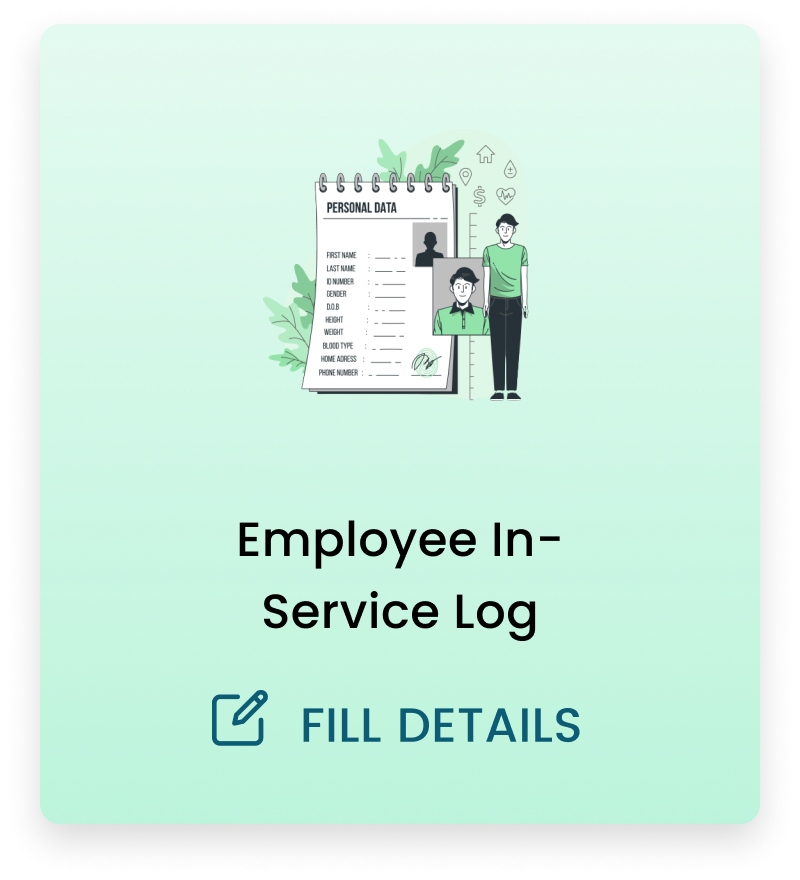 PERSONAL DATA
FIRST NAME :
LAST NAME :
ID NUMBER :
GENDER :
D.O.B :
HEIGHT :
WEIGHT :
BLOOD TYPE :
HOME ADRESS :
PHONE NUMBER :
Employee In-
Service Log
FILL DETAILS